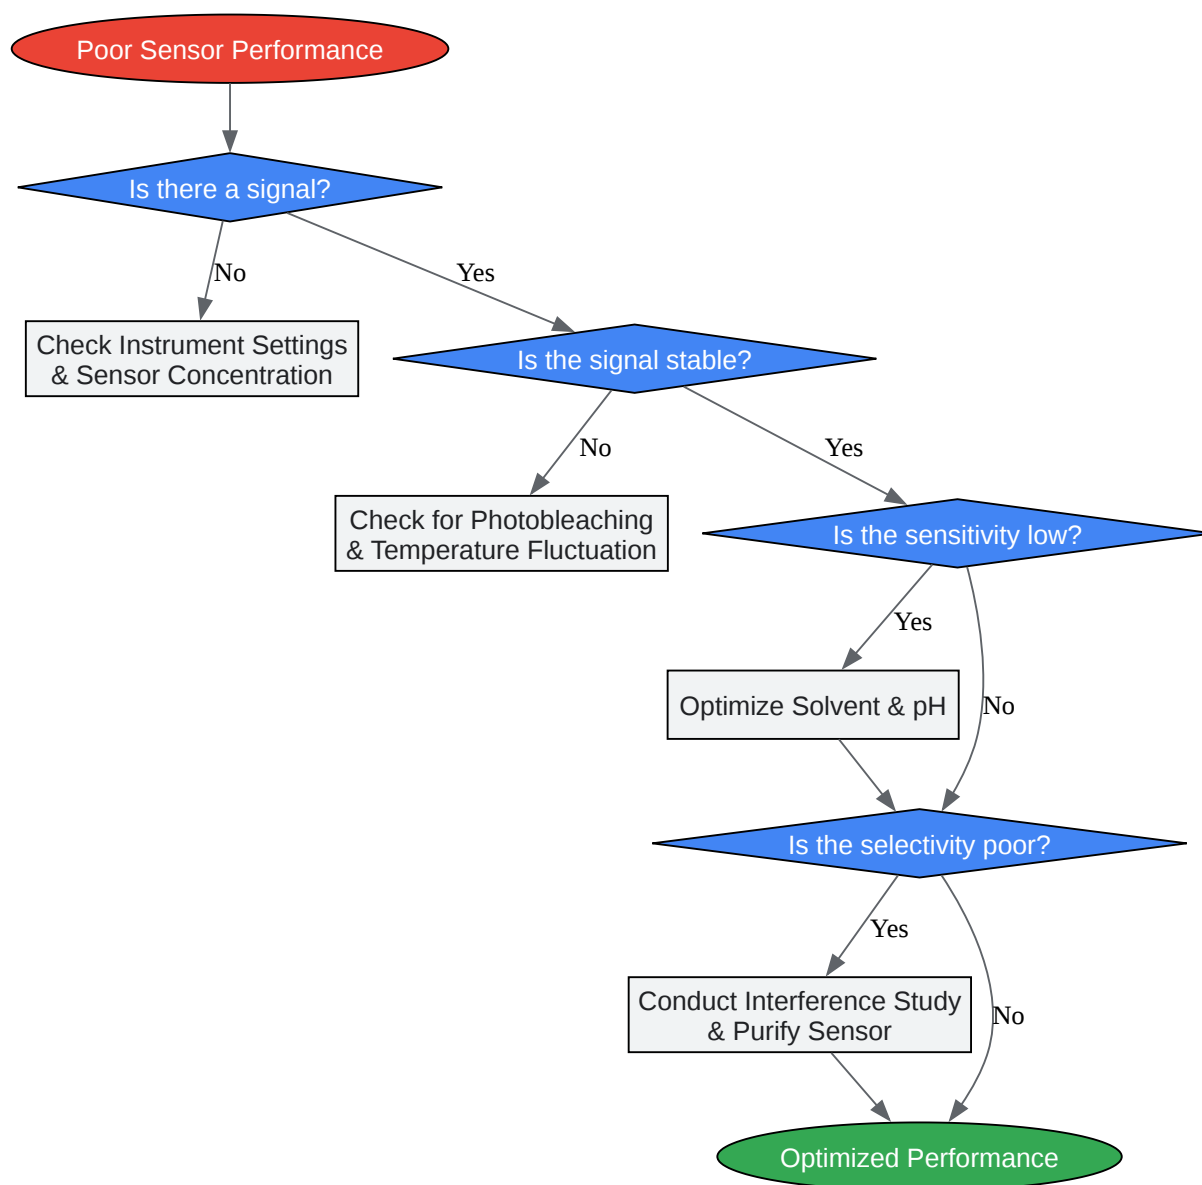 Poor Sensor Performance
Is there a signal?
No
Yes
Check Instrument Settings
& Sensor Concentration
Is the signal stable?
No
Yes
Check for Photobleaching
& Temperature Fluctuation
Is the sensitivity low?
Yes
No
Optimize Solvent & pH
Is the selectivity poor?
Yes
No
Conduct Interference Study
& Purify Sensor
Optimized Performance